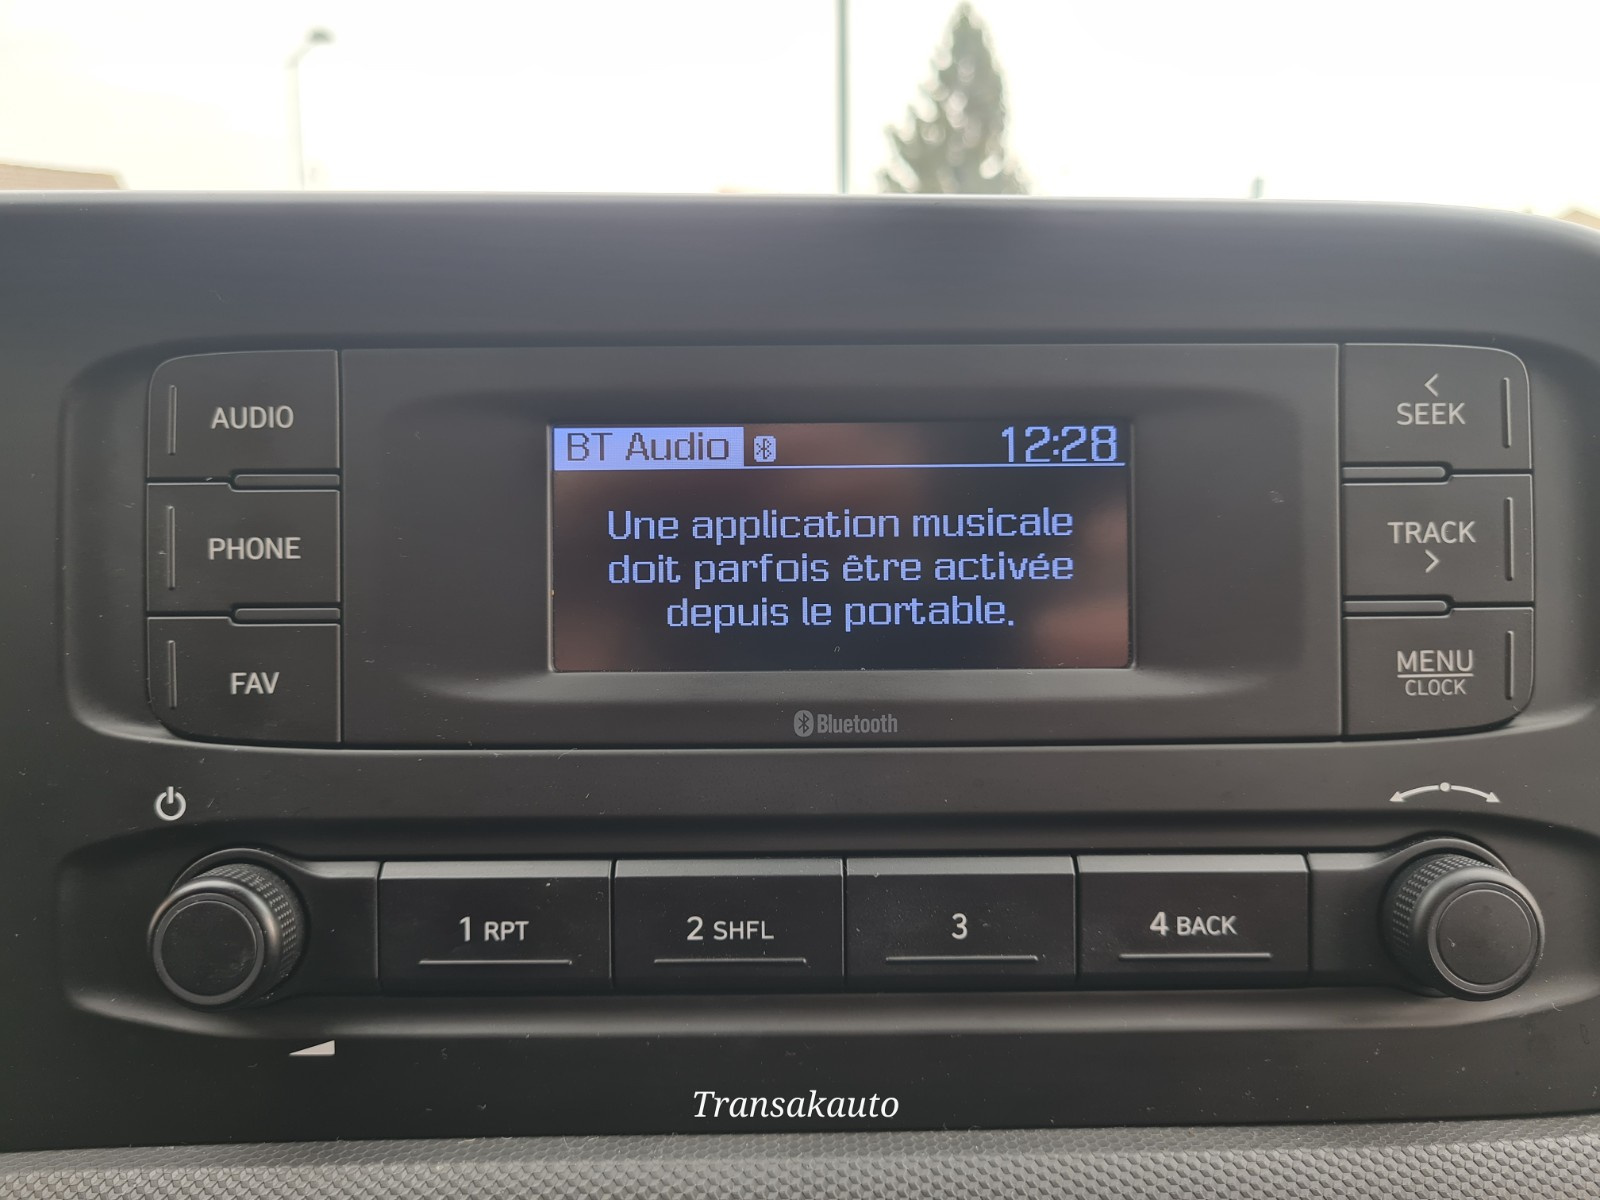 AUDIO
PHONE
FAV
BT Audio 12:28
Une application musicale
doit parfois être activée
depuis le portable.
Bluetooth
<
SEEK
TRACK
>
MENU
CLOCK
1 RPT
2 SHFL
3
4 BACK
Transakauto